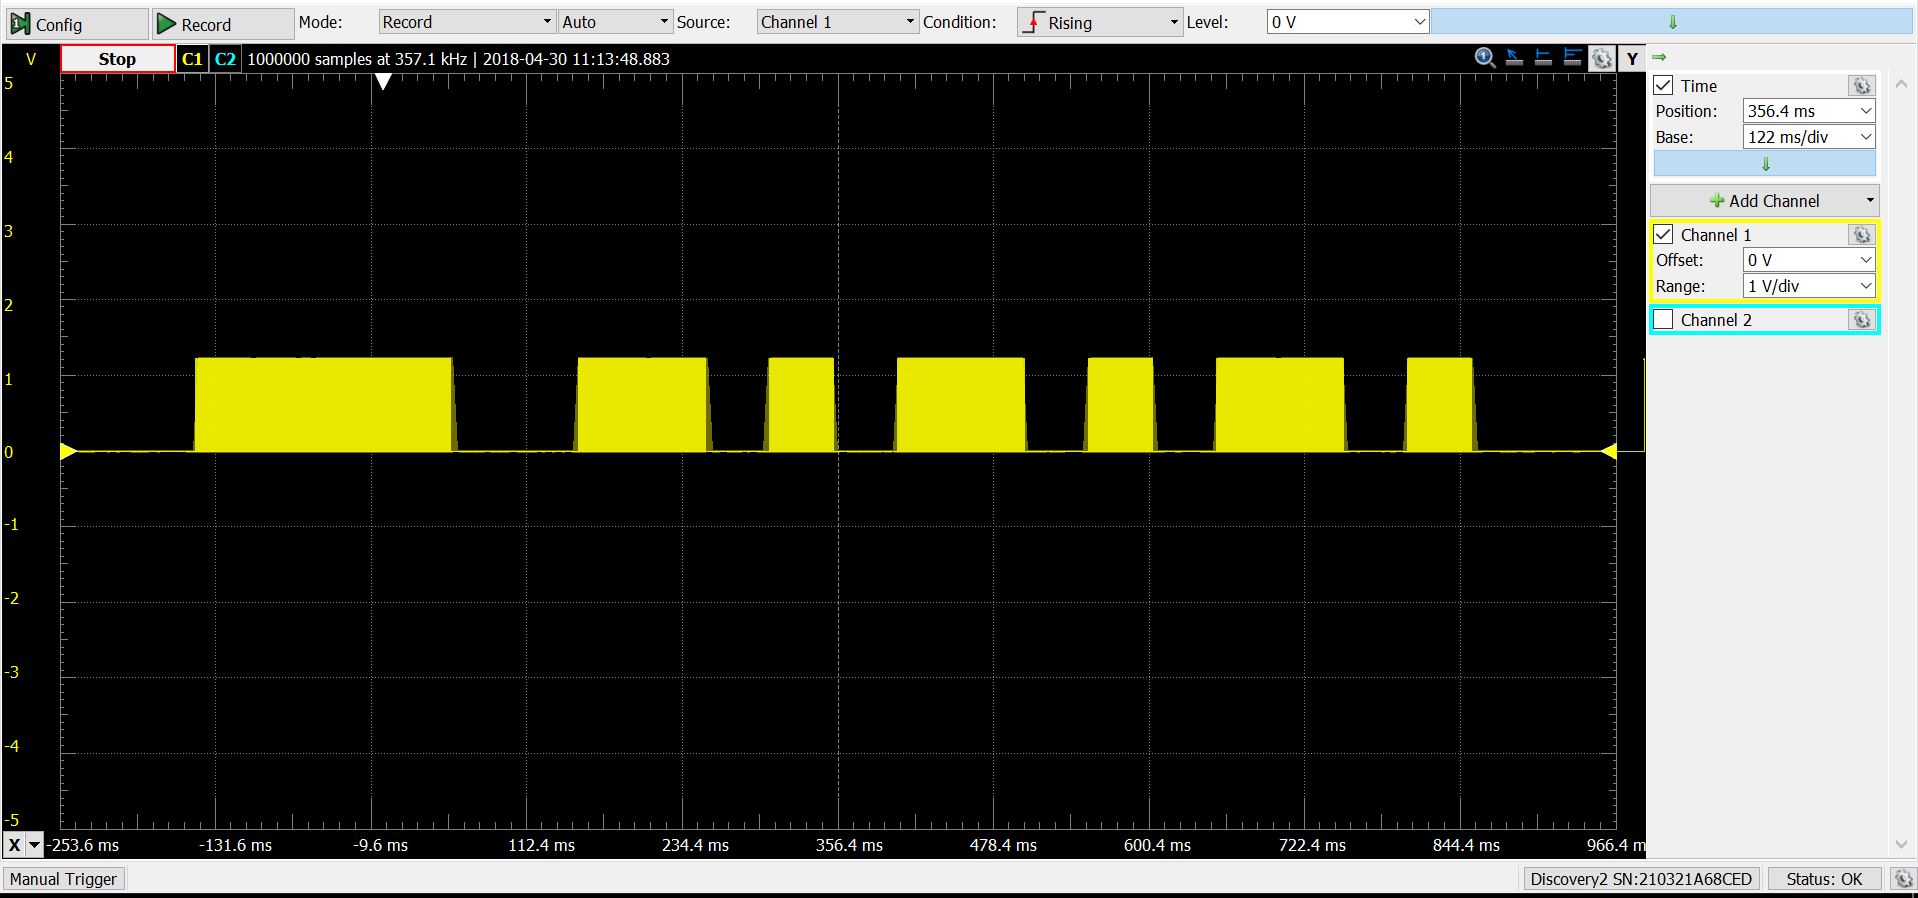 Config Record Mode: Record Auto Source: Channel 1 Condition: Rising Level: 0 V
V Stop C1 C2 1000000 samples at 357.1 kHz | 2018-04-30 11:13:48.883 Y
5
4
3
2
1
0
-1
-2
-3
-4
-5
X -253.6 ms -131.6 ms -9.6 ms 112.4 ms 234.4 ms 356.4 ms 478.4 ms 600.4 ms 722.4 ms 844.4 ms 966.4 m
Time
Position: 356.4 ms
Base: 122 ms/div
Add Channel
Channel 1
Offset: 0 V
Range: 1 V/div
Channel 2
Manual Trigger Discovery2 SN:210321A68CED Status: OK